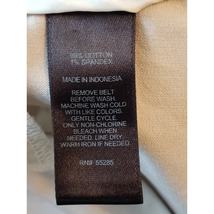 99% COTTON
1% SPANDEX
MADE IN INDONESIA
REMOVE BELT
BEFORE WASH.
MACHINE WASH COLD
WITH LIKE COLORS.
GENTLE CYCLE.
ONLY NON-CHLORINE
BLEACH WHEN
NEEDED. LINE DRY.
WARM IRON IF NEEDED.
RN# 55285